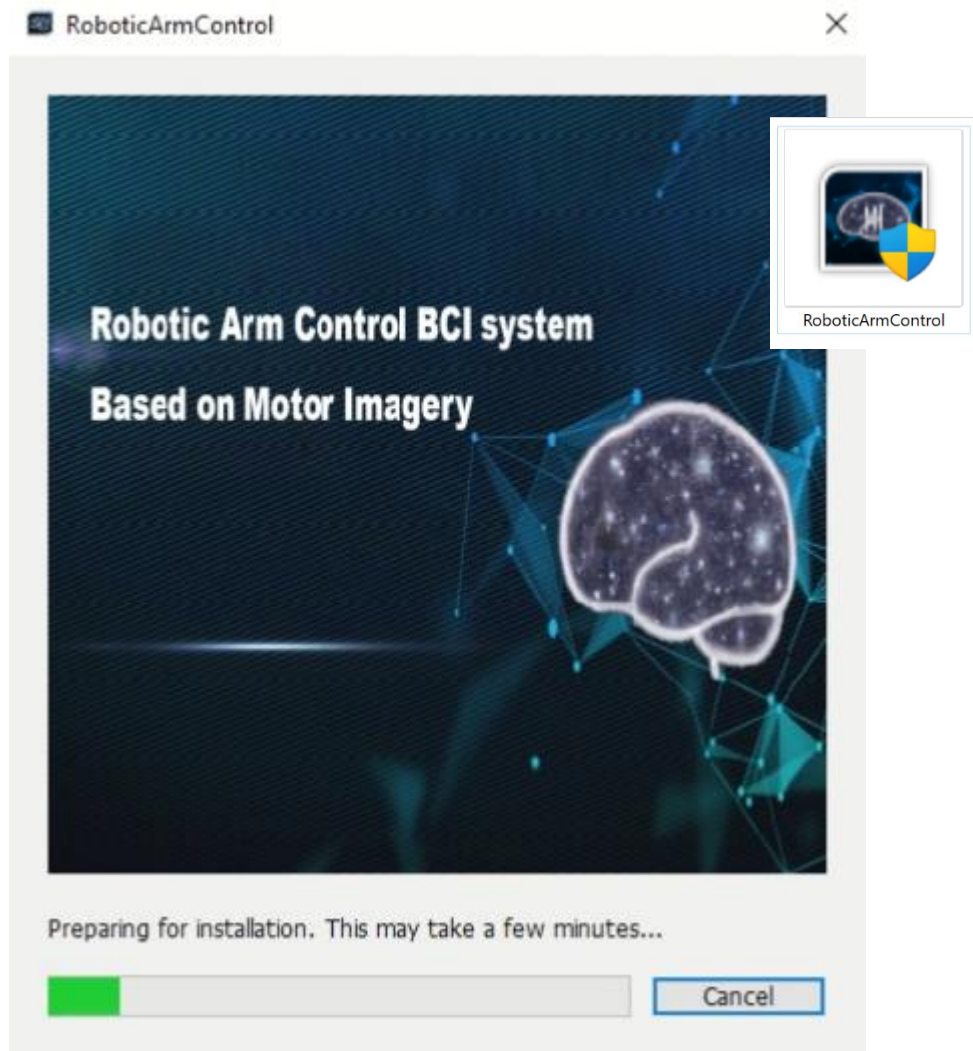 RoboticArmControl
Robotic Arm Control BCI system
Based on Motor Imagery
RoboticArmControl
Preparing for installation. This may take a few minutes...
Cancel